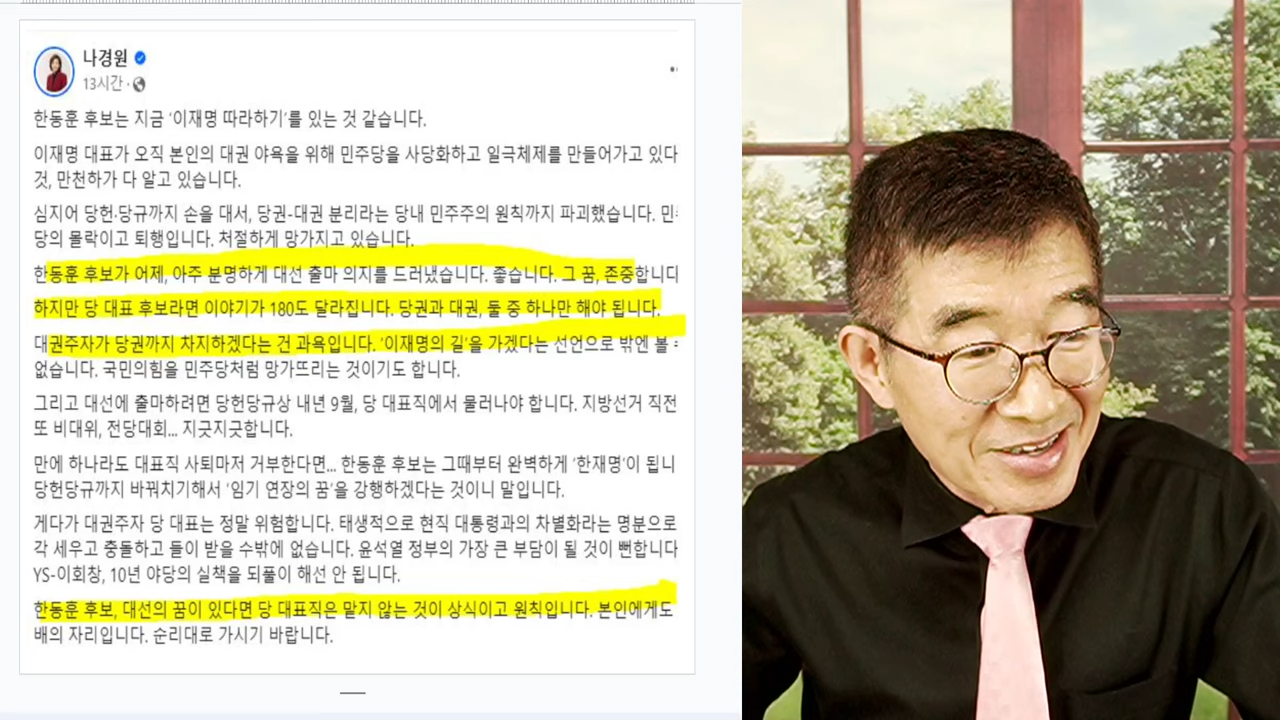 나경원
13시간 ·
한동훈 후보는 지금 '이재명 따라하기'를 있는 것 같습니다.
이재명 대표가 오직 본인의 대권 야욕을 위해 민주당을 사당화하고 일극체제를 만들어가고 있다
것, 만천하가 다 알고 있습니다.
심지어 당헌·당규까지 손을 대서, 당권-대권 분리라는 당내 민주주의 원칙까지 파괴했습니다. 민
당의 몰락이고 퇴행입니다. 처절하게 망가지고 있습니다.
한동훈 후보가 어제, 아주 분명하게 대선 출마 의지를 드러냈습니다. 좋습니다. 그 꿈, 존중합니다
하지만 당 대표 후보라면 이야기가 180도 달라집니다. 당권과 대권, 둘 중 하나만 해야 됩니다.
대권주자가 당권까지 차지하겠다는 건 과욕입니다. '이재명의 길'을 가겠다는 선언으로 밖엔 볼
없습니다. 국민의힘을 민주당처럼 망가뜨리는 것이기도 합니다.
그리고 대선에 출마하려면 당헌당규상 내년 9월, 당 대표직에서 물러나야 합니다. 지방선거 직전
또 비대위, 전당대회... 지긋지긋합니다.
만에 하나라도 대표직 사퇴마저 거부한다면... 한동훈 후보는 그때부터 완벽하게 '한재명'이 됩니
당헌당규까지 바꿔치기해서 '임기 연장의 꿈'을 강행하겠다는 것이니 말입니다.
게다가 대권주자 당 대표는 정말 위험합니다. 태생적으로 현직 대통령과의 차별화라는 명분으로
각 세우고 충돌하고 들이 받을 수밖에 없습니다. 윤석열 정부의 가장 큰 부담이 될 것이 뻔합니다
YS-이회창, 10년 야당의 실책을 되풀이 해선 안 됩니다.
한동훈 후보, 대선의 꿈이 있다면 당 대표직은 맡지 않는 것이 상식이고 원칙입니다. 본인에게도
배의 자리입니다. 순리대로 가시기 바랍니다.